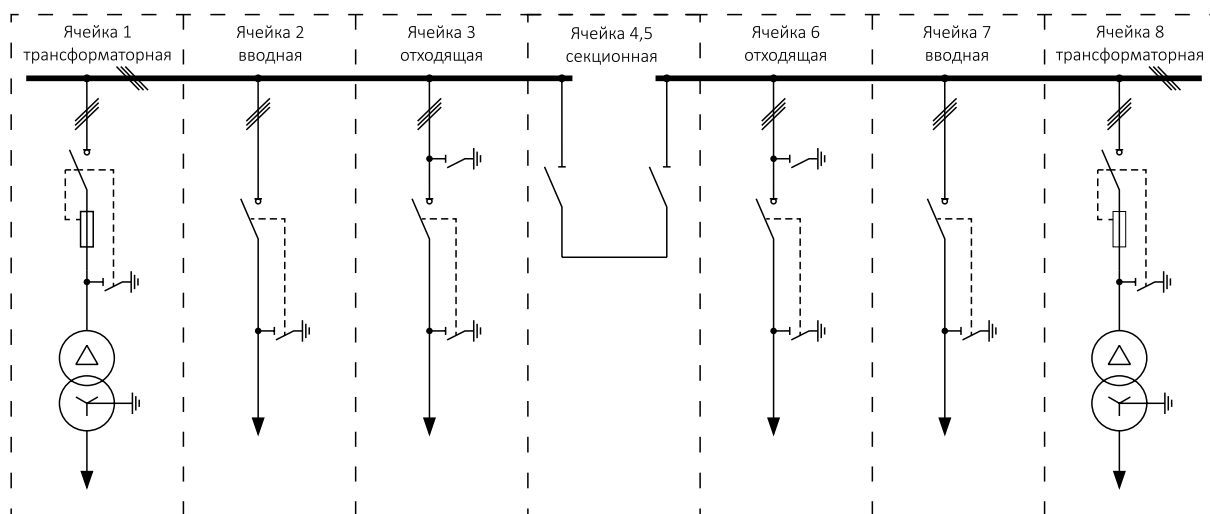 Ячейка 1
трансформаторная
Ячейка 2
вводная
Ячейка 3
отходящая
Ячейка 4,5
секционная
Ячейка 6
отходящая
Ячейка 7
вводная
Ячейка 8
трансформаторная